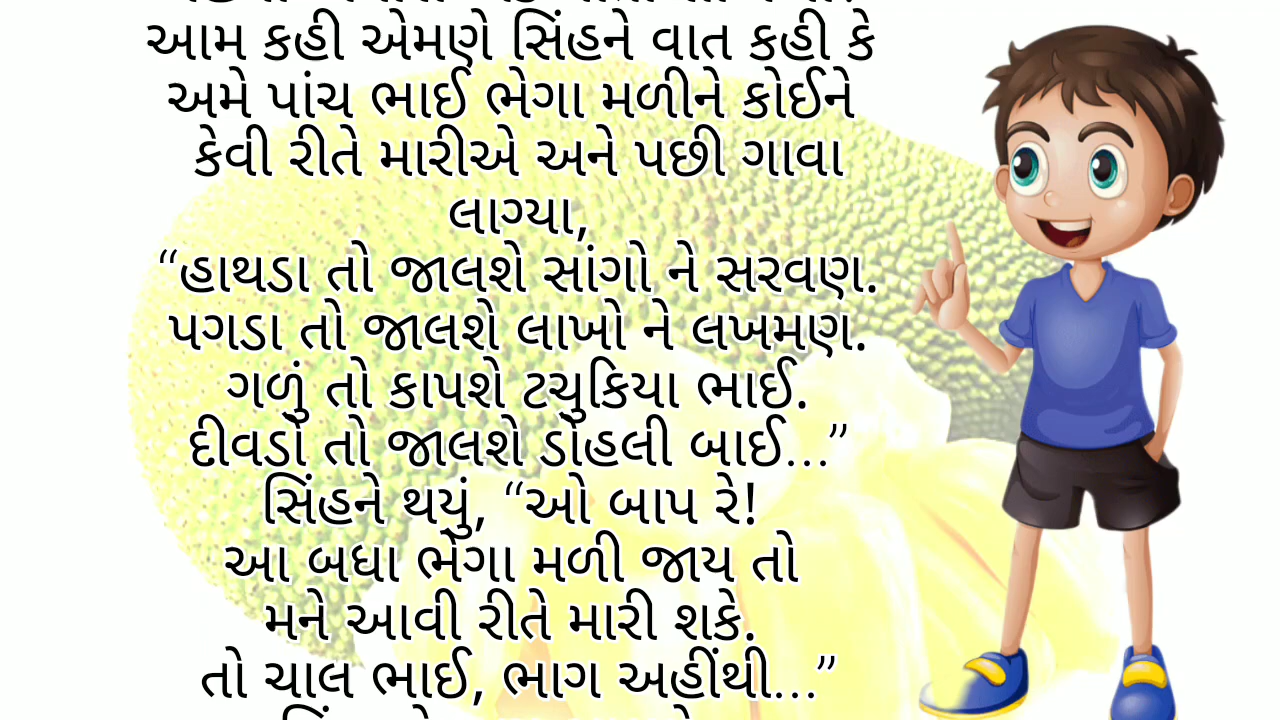 આમ કહી એમણે સિંહને વાત કહી કે
અમે પાંચ ભાઈ ભેગા મળીને કોઈને
કેવી રીતે મારીએ અને પછી ગાવા
લાગ્યા,
“હાથડા તો જાલશે સાંગો ને સરવણ.
પગડા તો જાલશે લાખો ને લખમણ.
ગળું તો કાપશે ટચુકિયા ભાઈ.
દીવડો તો જાલશે ડોહલી બાઈ...”
સિંહને થયું, “ઓ બાપ રે!
આ બધા ભેગા મળી જાય તો
મને આવી રીતે મારી શકે.
તો ચાલ ભાઈ, ભાગ અહીંથી...”